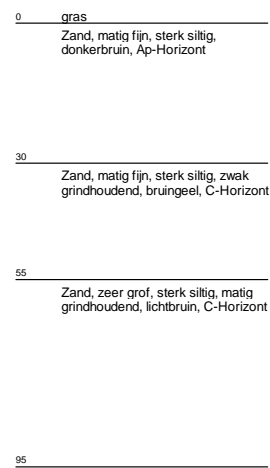 0 gras
Zand, matig fijn, sterk siltig,
donkerbruin, Ap-Horizont
30
Zand, matig fijn, sterk siltig, zwak
grindhoudend, bruingeel, C-Horizont
55
Zand, zeer grof, sterk siltig, matig
grindhoudend, lichtbruin, C-Horizont
95